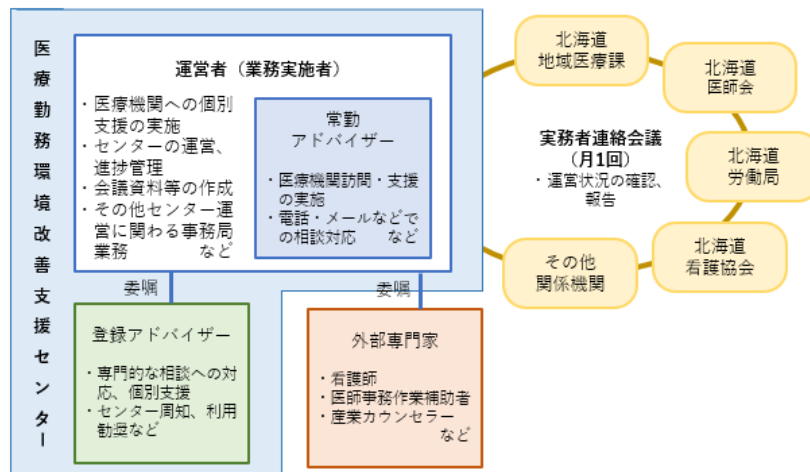 医療勤務環境改善支援センター
運営者（業務実施者）
・医療機関への個別
支援の実施
・センターの運営、
進捗管理
・会議資料等の作成
・その他センター運
営に関わる事務局
業務　　　　など
常勤
アドバイザー
・医療機関訪問・支援
の実施
・電話・メールなどで
の相談対応　　など
委嘱
委嘱
登録アドバイザー
・専門的な相談への対
応、個別支援
・センター周知、利用
勧奨など
外部専門家
・看護師
・医師事務作業補助者
・産業カウンセラー
など
北海道
地域医療課
北海道
医師会
北海道
労働局
北海道
看護協会
その他
関係機関
実務者連絡会議
（月1回）
・運営状況の確認、
報告